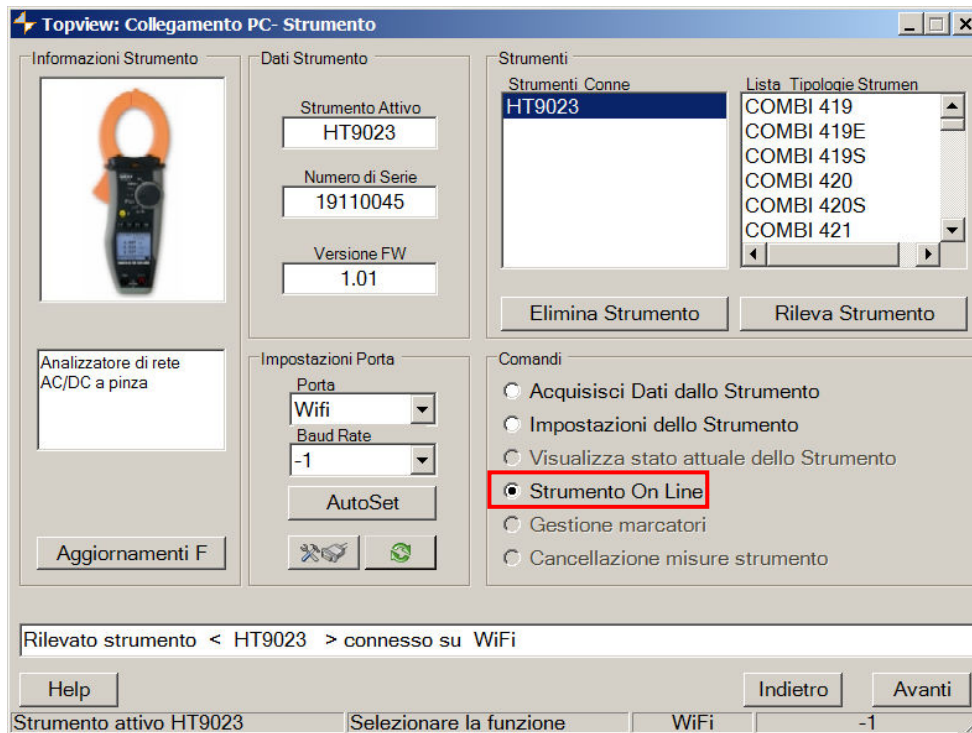 Topview: Collegamento PC- Strumento
Informazioni Strumento
Analizzatore di rete
AC/DC a pinza
Aggiornamenti F
Dati Strumento
Strumento Attivo
HT9023
Numero di Serie
19110045
Versione FW
1.01
Impostazioni Porta
Porta
Wifi
Baud Rate
-1
AutoSet
Strumenti
Strumenti Conne
HT9023
Lista Tipologie Strumen
COMBI 419
COMBI 419E
COMBI 419S
COMBI 420
COMBI 420S
COMBI 421
Elimina Strumento
Rileva Strumento
Comandi
Acquisisci Dati dallo Strumento
Impostazioni dello Strumento
Visualizza stato attuale dello Strumento
Strumento On Line
Gestione marcatori
Cancellazione misure strumento
Rilevato strumento < HT9023 > connesso su WiFi
Help
Indietro
Avanti
Strumento attivo HT9023
Selezionare la funzione
WiFi
-1